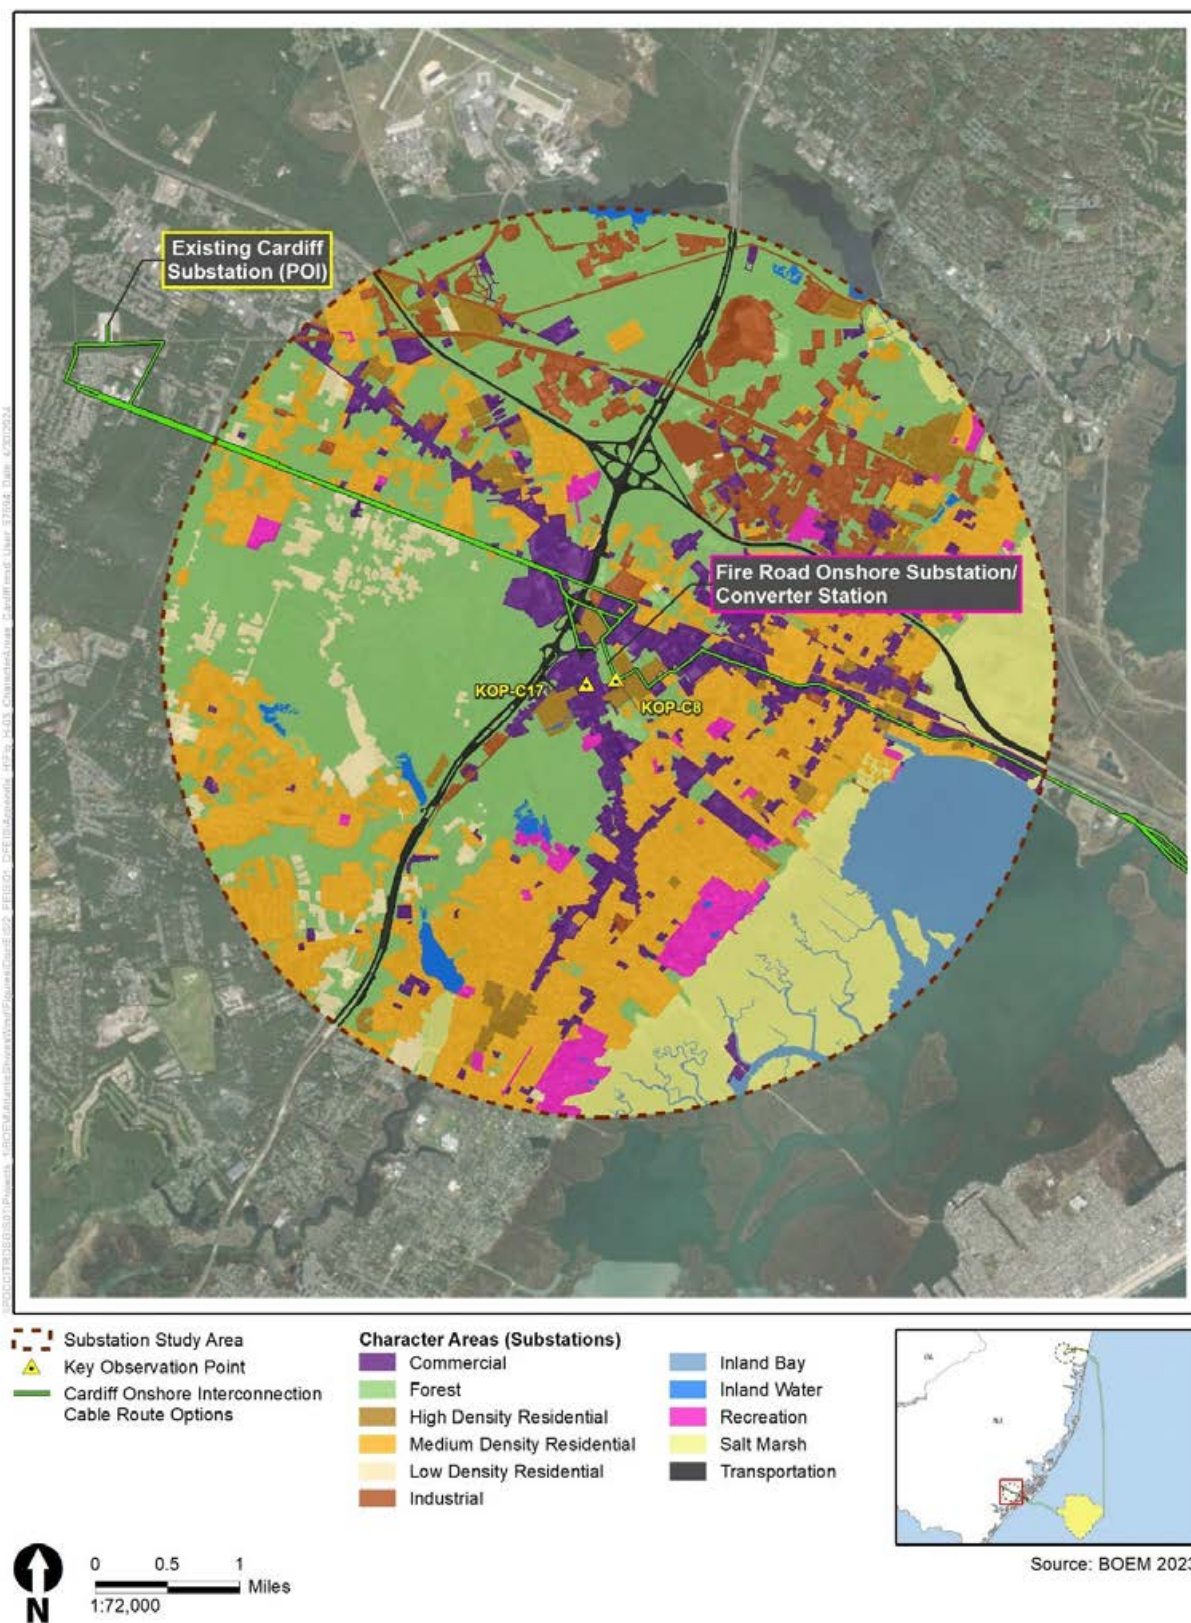 Existing Cardiff
Substation (POI)
Fire Road Onshore Substation/
Converter Station
KOP-C17
KOP-C8
Substation Study Area
Key Observation Point
Cardiff Onshore Interconnection
Cable Route Options
Character Areas (Substations)
Commercial
Forest
High Density Residential
Medium Density Residential
Low Density Residential
Industrial
Inland Bay
Inland Water
Recreation
Salt Marsh
Transportation
NJ
N
0 0.5 1
Miles
1:72,000
Source: BOEM 2023